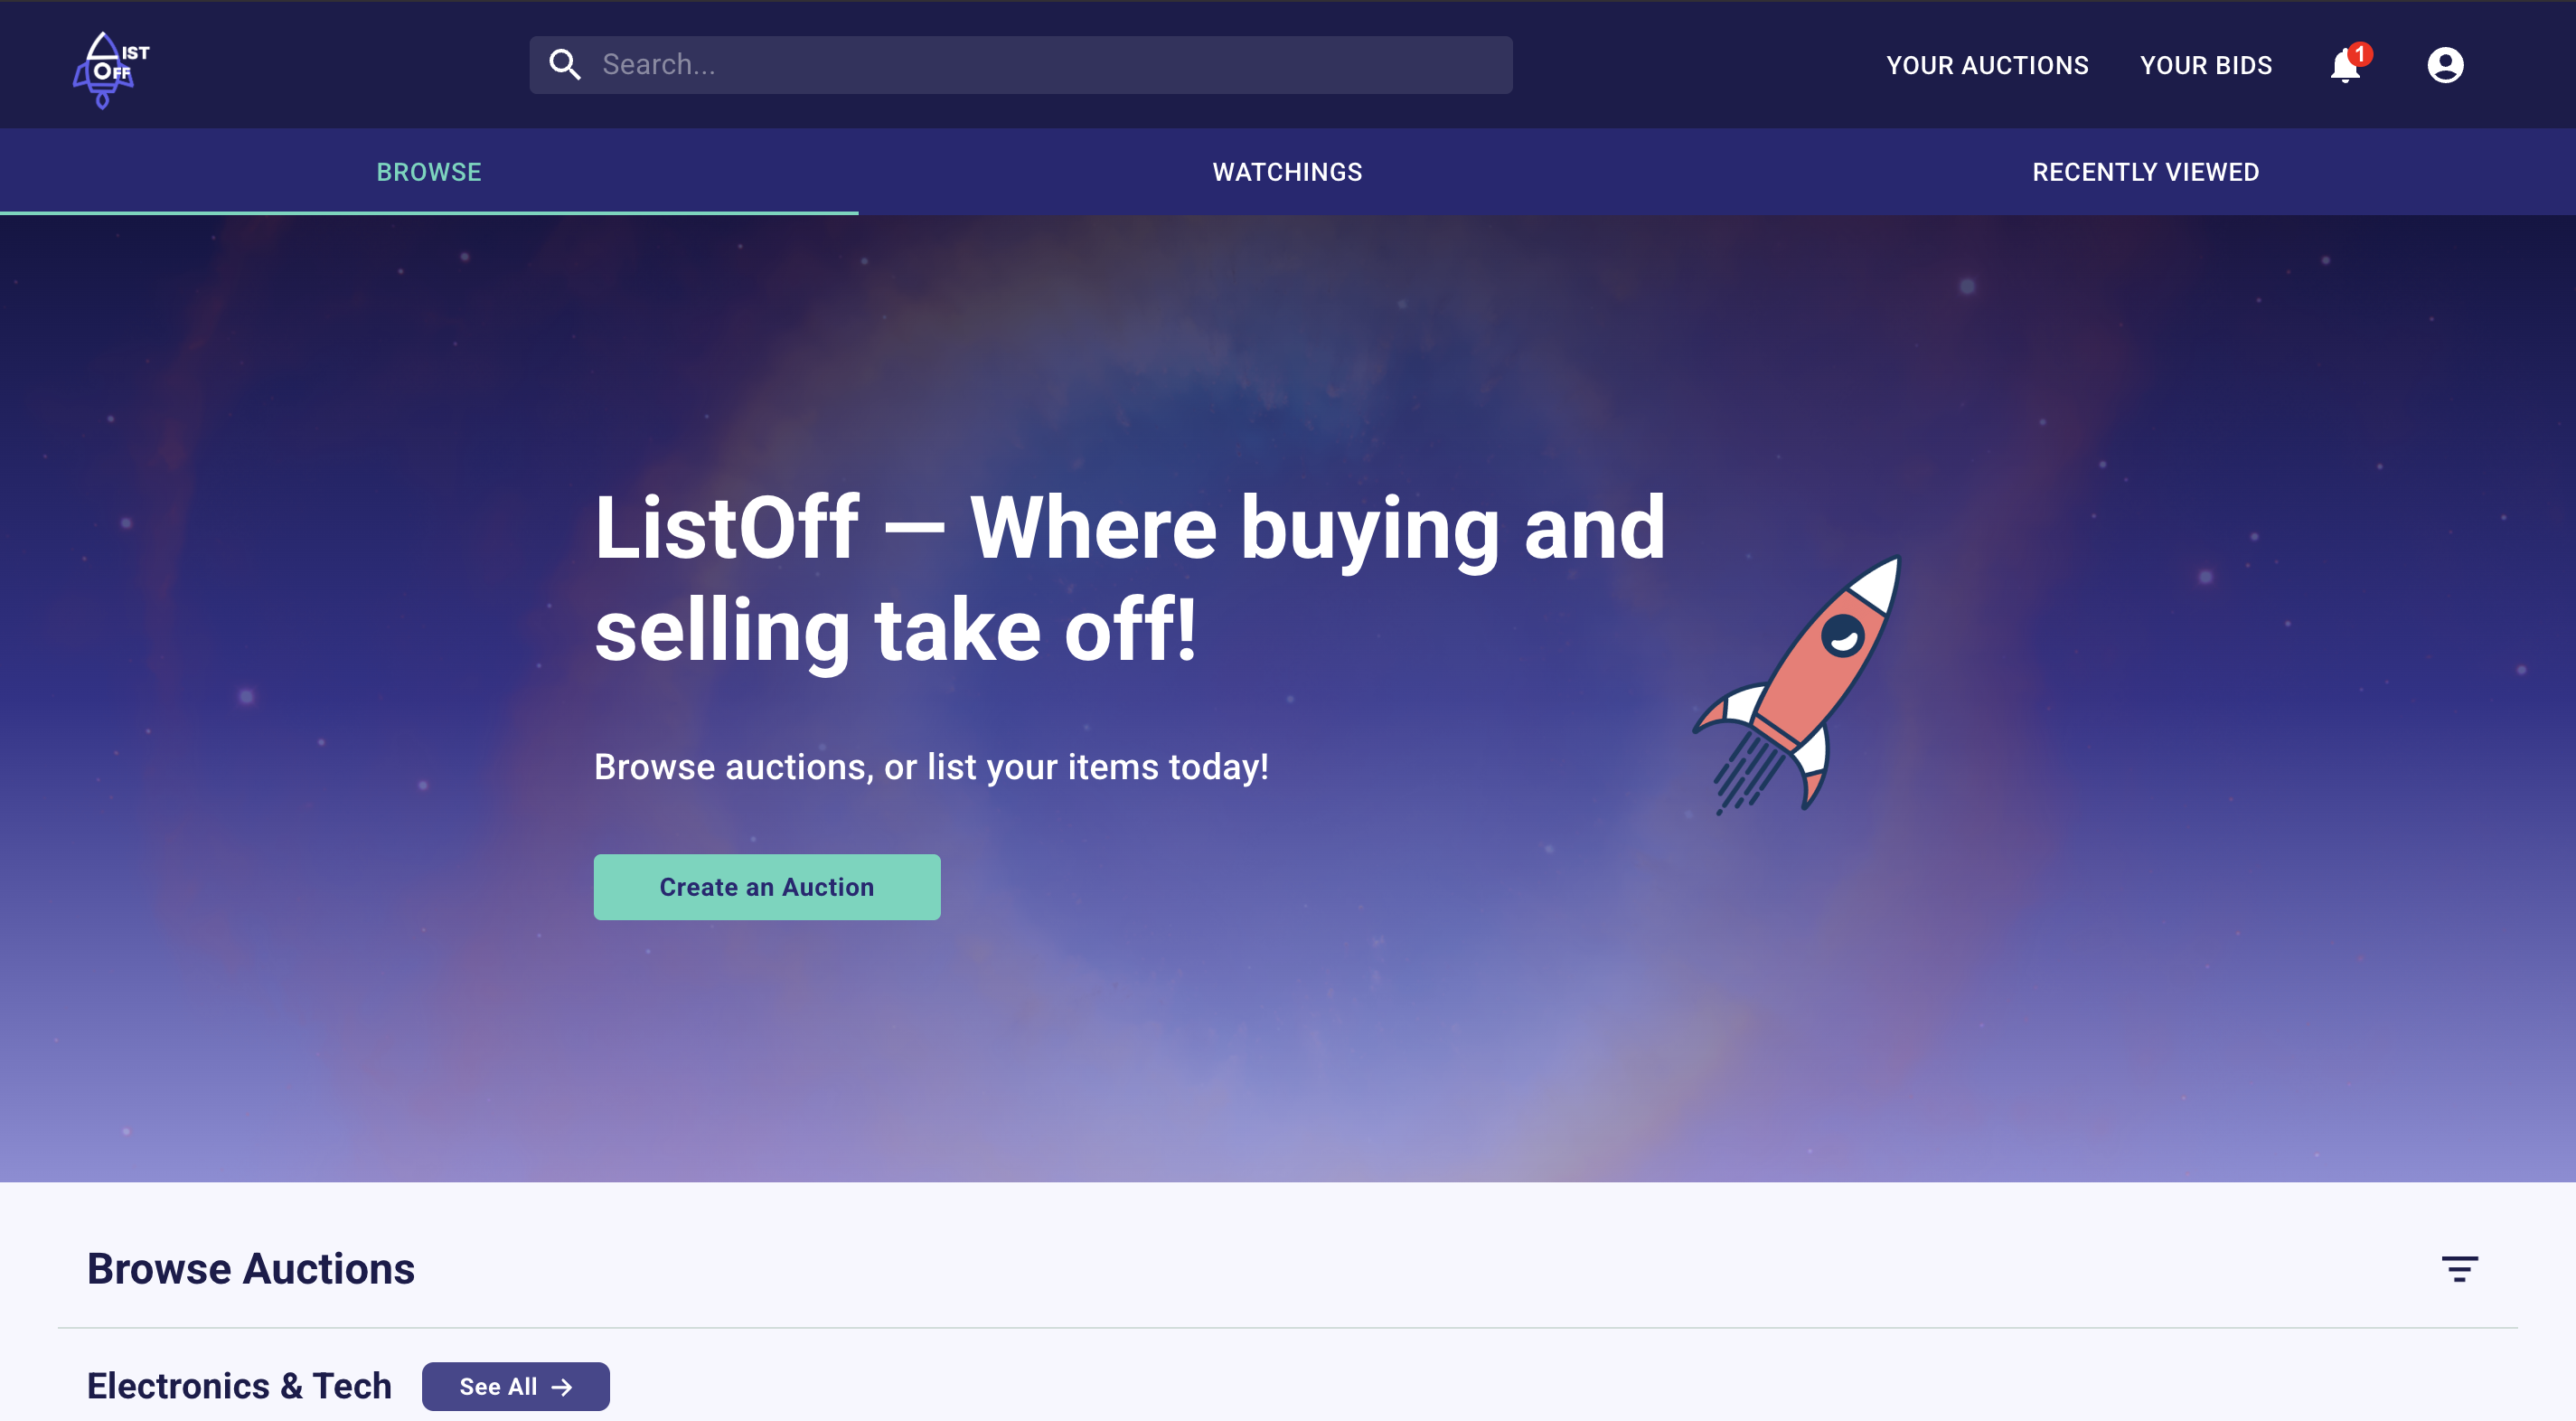 IST
OFF
Search...
YOUR AUCTIONS
YOUR BIDS
1
BROWSE
WATCHINGS
RECENTLY VIEWED
ListOff — Where buying and
selling take off!
Browse auctions, or list your items today!
Create an Auction
Browse Auctions
Electronics & Tech
See All →